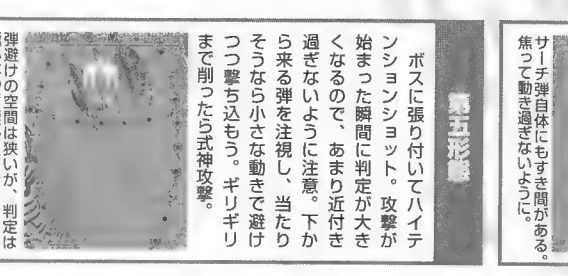 サーチ弾自体にもすき間がある。
焦って動き過ぎないように。
第五形態
ボスに張り付いてハイテ
ンションショット。攻撃が
始まった瞬間に判定が大き
くなるので、あまり近付き
過ぎないように注意。下か
ら来る弾を注視し、当たり
そうなら小さな動きで避け
つつ撃ち込もう。ギリギリ
まで削ったら式神攻撃。
弾避けの空間は狭いが、判定は